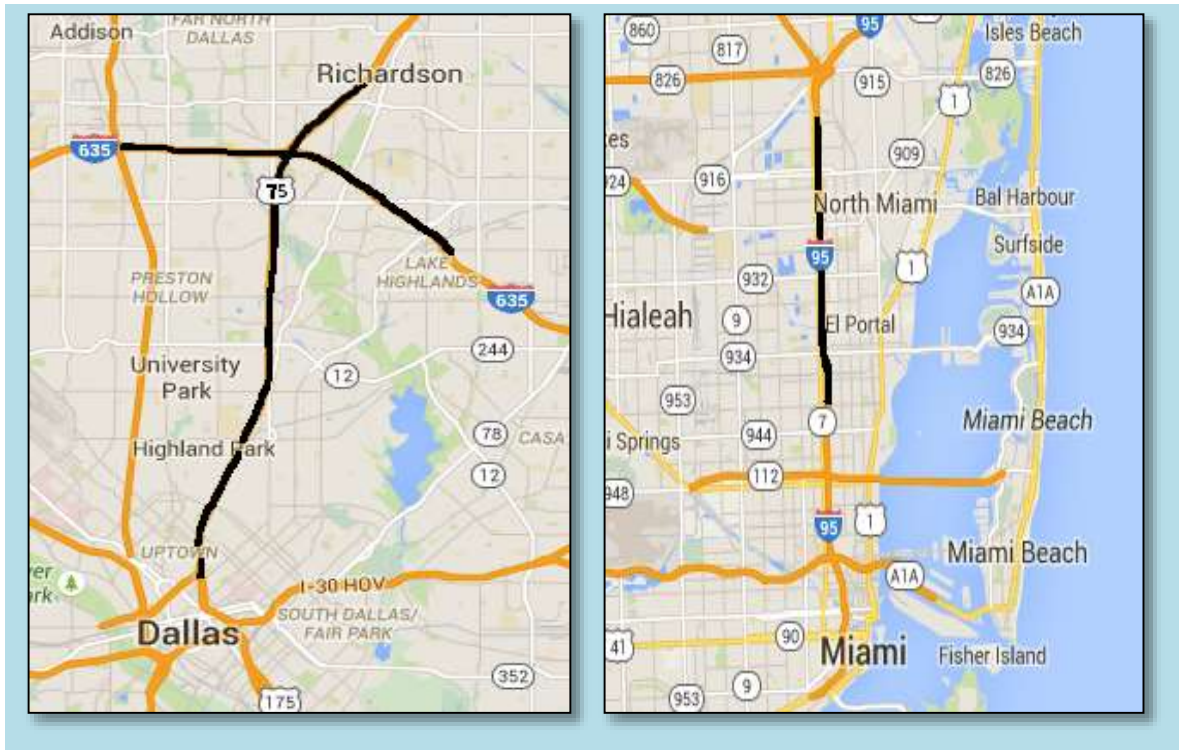 FAR NORTH
DALLAS
Addison
Richardson
635
75
PRESTON
HOLLOW
LAKE
HIGHLANDS
635
244
12
University
Park
Highland Park
78
CASA
12
UPTOWN
I-30 HOV
SOUTH DALLAS/
FAIR PARK
Dallas
352
175
95
860
817
Isles Beach
826
915
826
1
909
924
916
North Miami
Bal Harbour
Surfside
95
1
932
A1A
Hialeah
9
El Portal
934
934
953
7
944
Miami Beach
i Springs
112
948
95
1
Miami Beach
A1A
41
90
Miami
Fisher Island
953
9